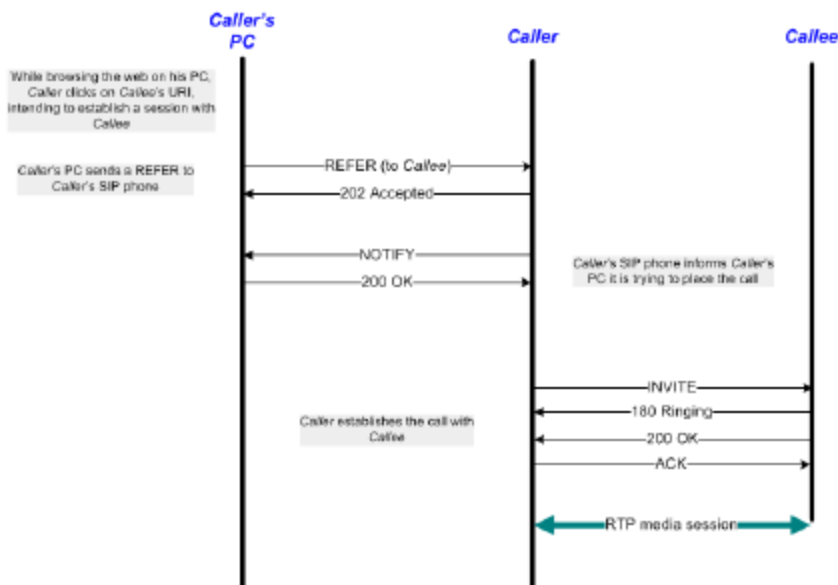 Caller's
PC
Caller
Callee
While browsing the web on his PC,
Caller clicks on Callee's URI,
intending to establish a session with
Callee
Caller's PC sends a REFER to
Caller's SIP phone
REFER (to Callee)
202 Accepted
NOTIFY
200 OK
Caller's SIP phone informs Caller's
PC it is trying to place the call
INVITE
180 Ringing
Caller establishes the call with
Callee
200 OK
ACK
RTP media session